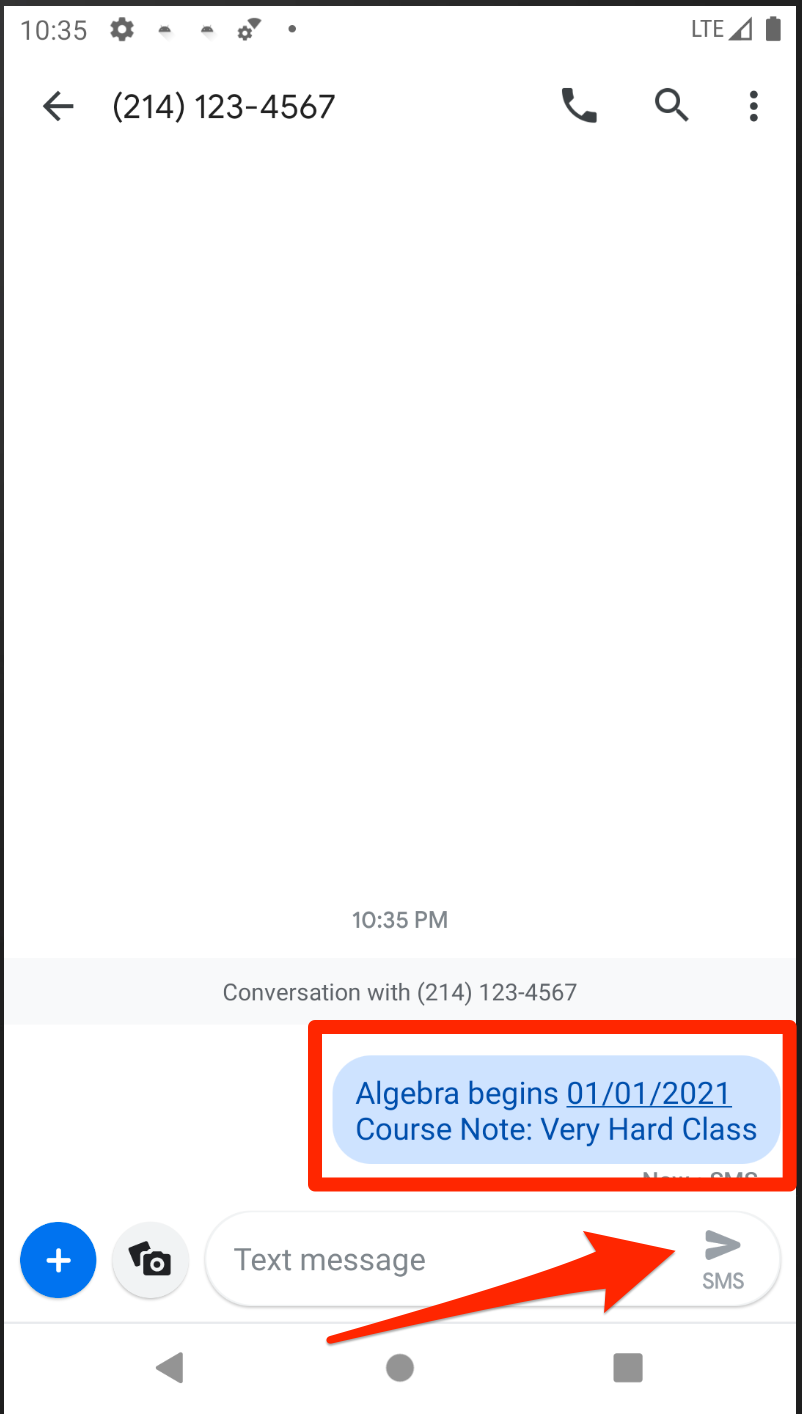 10:35
LTE
(214) 123-4567
10:35 PM
Conversation with (214) 123-4567
Algebra begins 01/01/2021
Course Note: Very Hard Class
Text message
SMS